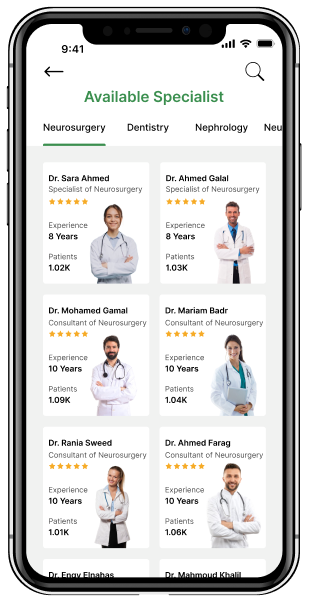 9:41
Available Specialist
Neurosurgery Dentistry Nephrology Neu
Dr. Sara Ahmed
Specialist of Neurosurgery
Experience
8 Years
Patients
1.02K
Dr. Ahmed Galal
Specialist of Neurosurgery
Experience
8 Years
Patients
1.03K
Dr. Mohamed Gamal
Consultant of Neurosurgery
Experience
10 Years
Patients
1.09K
Dr. Mariam Badr
Consultant of Neurosurgery
Experience
10 Years
Patients
1.04K
Dr. Rania Sweed
Consultant of Neurosurgery
Experience
10 Years
Patients
1.01K
Dr. Ahmed Farag
Consultant of Neurosurgery
Experience
10 Years
Patients
1.06K
Dr. Engy Elnahas
Dr. Mahmoud Khalil